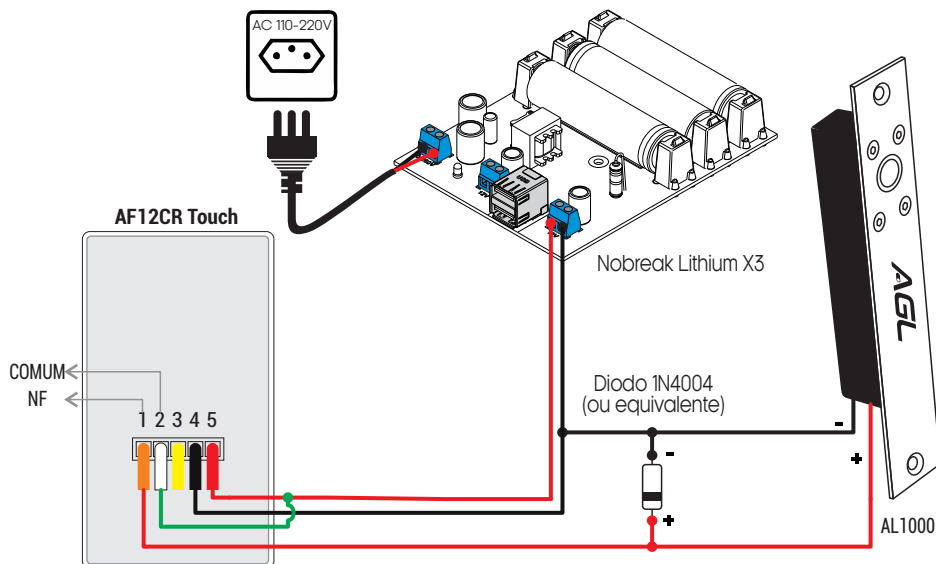 AC 110-220V
AF12CR Touch
Nobreak Lithium X3
AGL
COMUM
NF
Diodo 1N4004
(ou equivalente)
1 2 3 4 5
-
-
+
+
AL1000